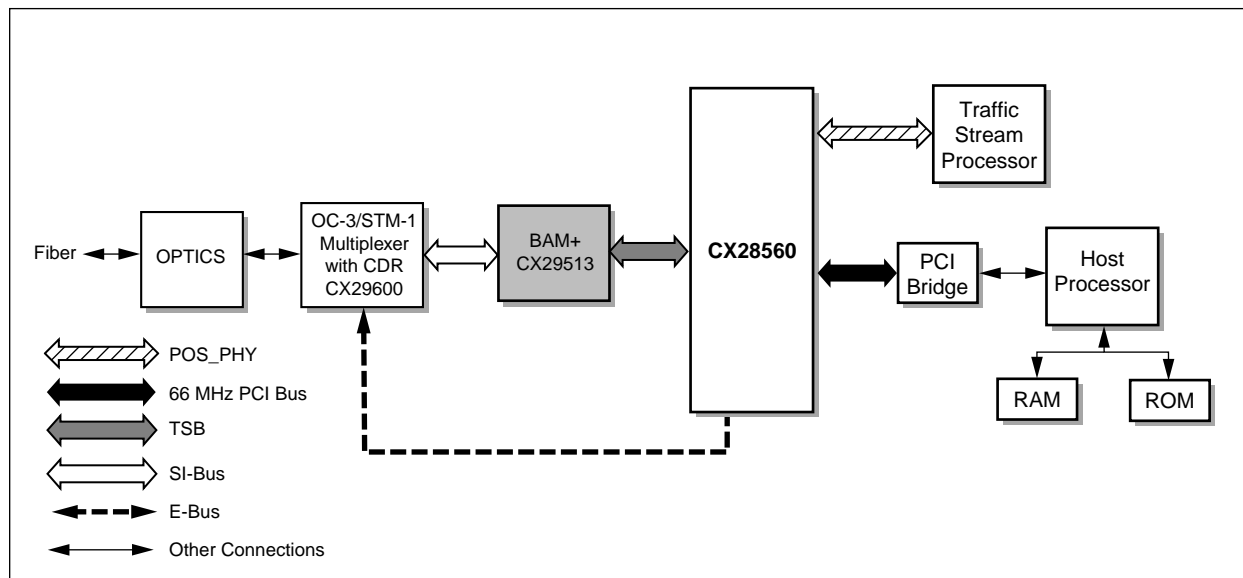 Traffic
Stream
Processor
OC-3/STM-1
Multiplexer
with CDR
CX29600
BAM+
CX29513
CX28560
Fiber
OPTICS
PCI
Bridge
Host
Processor
RAM
ROM
POS_PHY
66 MHz PCI Bus
TSB
SI-Bus
E-Bus
Other Connections